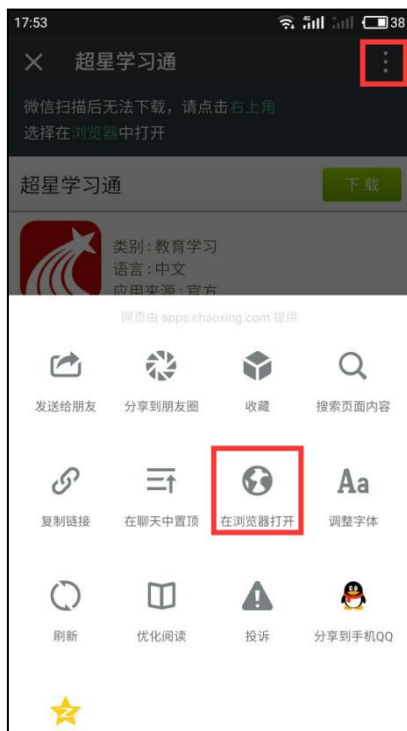 17:53 4G 38
超星学习通
微信扫描后无法下载，请点击右上角
选择在浏览器中打开
超星学习通 下 载
类别:教育学习
语言:中文
应用来源:官方
网页由 apps.chaoxing.com 提供
发送给朋友 分享到朋友圈 收藏 搜索页面内容
Aa
复制链接 在聊天中置顶 在浏览器打开 调整字体
刷新 优化阅读 投诉 分享到手机QQ